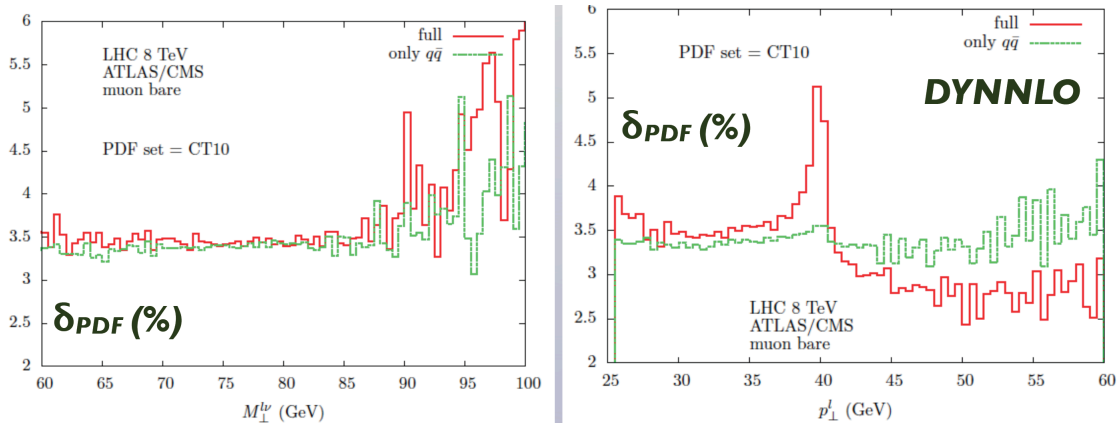 6
5.5
5
4.5
4
3.5
3
2.5
2
LHC 8 TeV
ATLAS/CMS
muon bare
full
only qq̄
PDF set = CT10
δPDF (%)
60 65 70 75 80 85 90 95 100
M⊥^lν (GeV)
6
5.5
5
4.5
4
3.5
3
2.5
2
full
only qq̄
PDF set = CT10
DYNNLO
δPDF (%)
LHC 8 TeV
ATLAS/CMS
muon bare
25 30 35 40 45 50 55 60
p⊥^l (GeV)